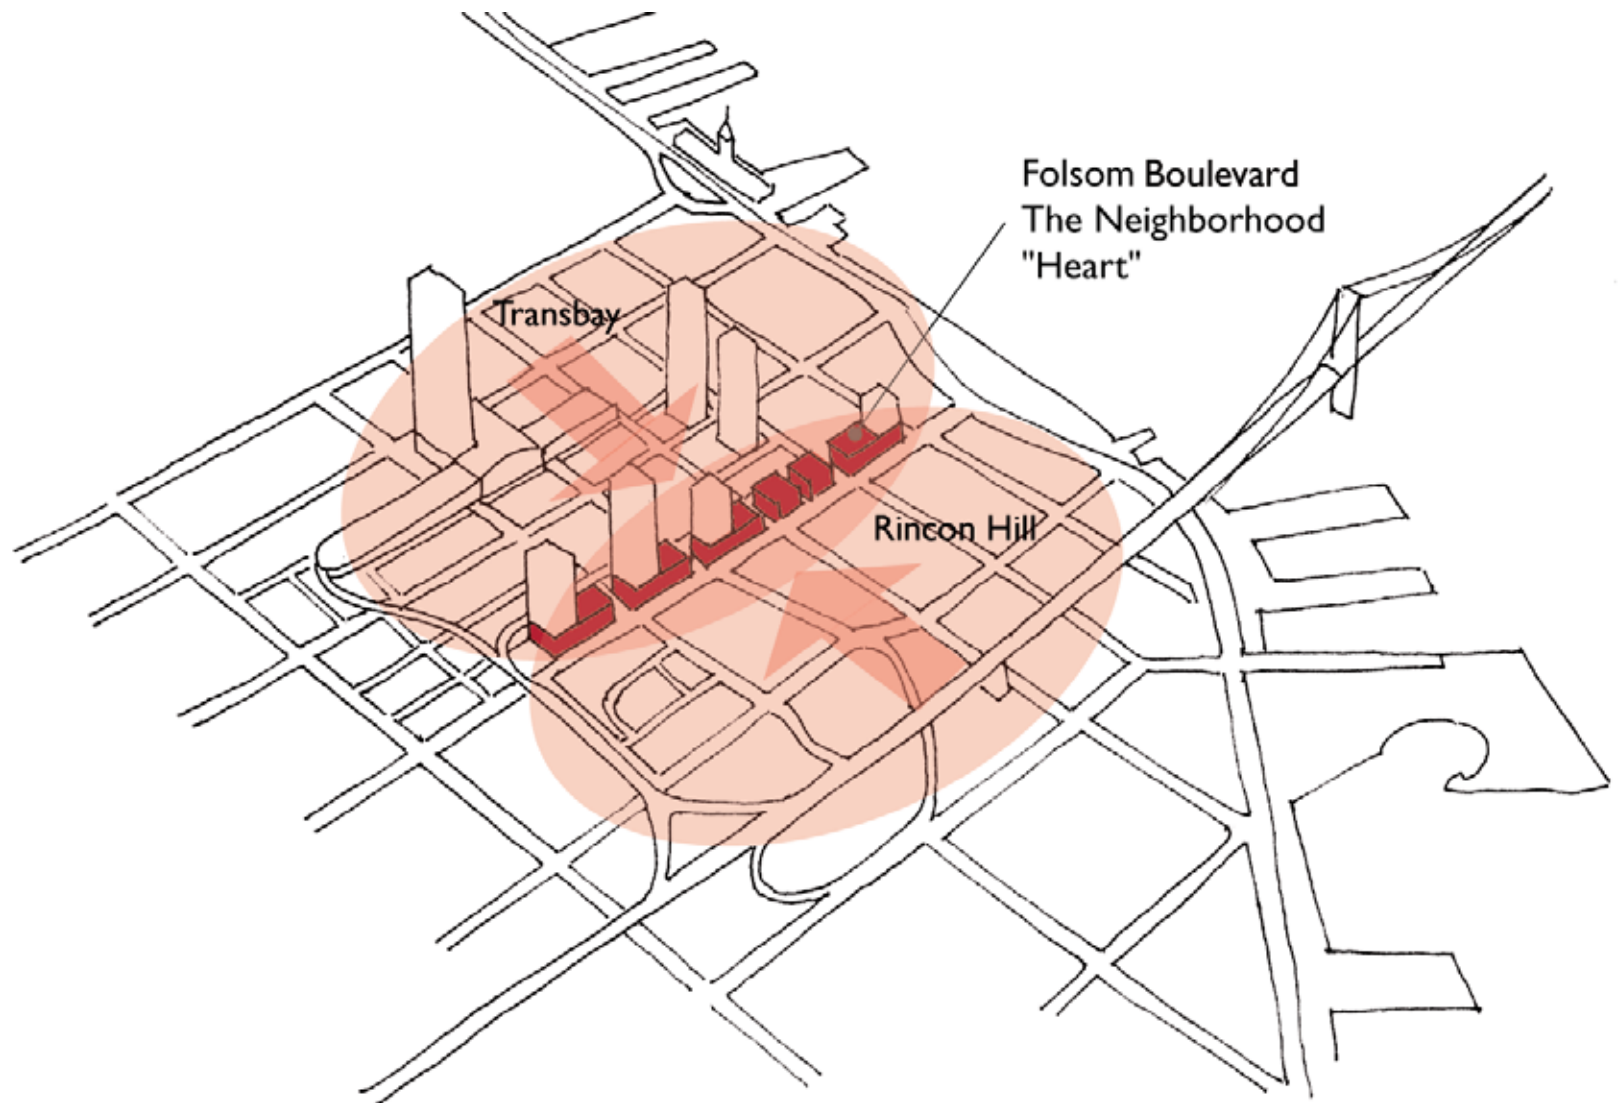 Folsom Boulevard
The Neighborhood
"Heart"
Transbay
Rincon Hill